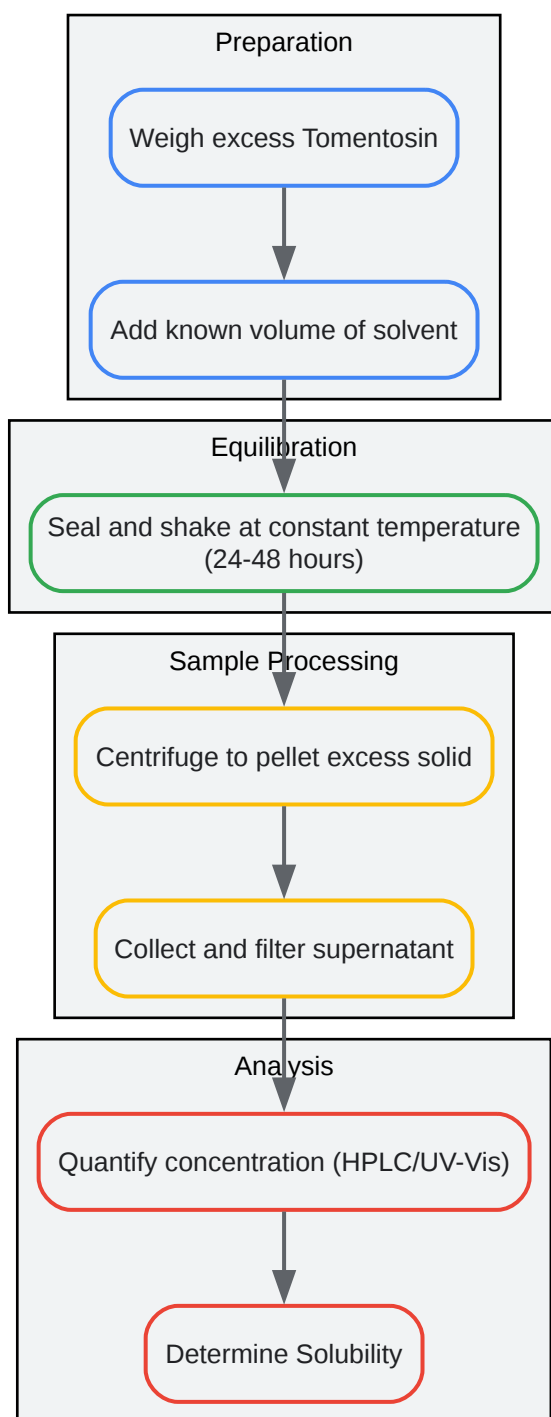 Preparation
Weigh excess Tomentosin
Add known volume of solvent
Equilibration
Seal and shake at constant temperature
(24-48 hours)
Sample Processing
Centrifuge to pellet excess solid
Collect and filter supernatant
Analysis
Quantify concentration (HPLC/UV-Vis)
Determine Solubility